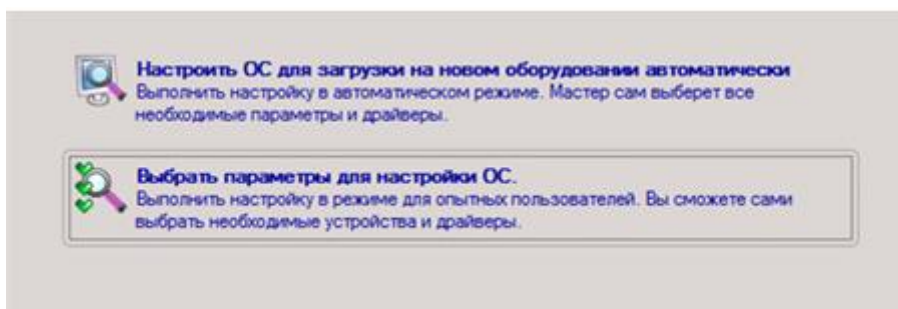 Настроить ОС для загрузки на новом оборудовании автоматически
Выполнить настройку в автоматическом режиме. Мастер сам выберет все
необходимые параметры и драйверы.
Выбрать параметры для настройки ОС.
Выполнить настройку в режиме для опытных пользователей. Вы сможете сами
выбрать необходимые устройства и драйверы.